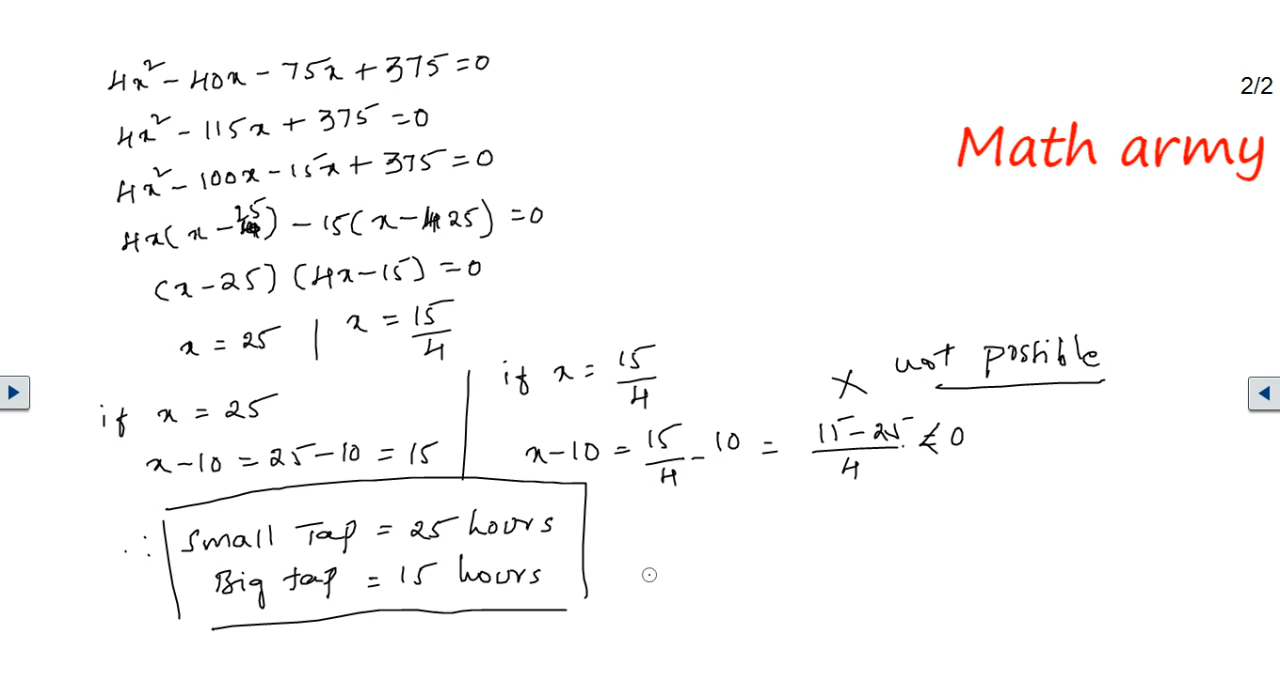 4x² - 40x - 75x + 375 = 0
2/2
4x² - 115x + 375 = 0
Math army
4x² - 100x - 15x + 375 = 0
4x(x - 25) - 15(x - 25) = 0
(x - 25) (4x - 15) = 0
x = 25 | x = 15/4
if x = 25
x - 10 = 25 - 10 = 15
if x = 15/4 X not possible
x - 10 = 15/4 - 10 = 15 - 25/4 < 0
∴ Small Tap = 25 hours
Big tap = 15 hours